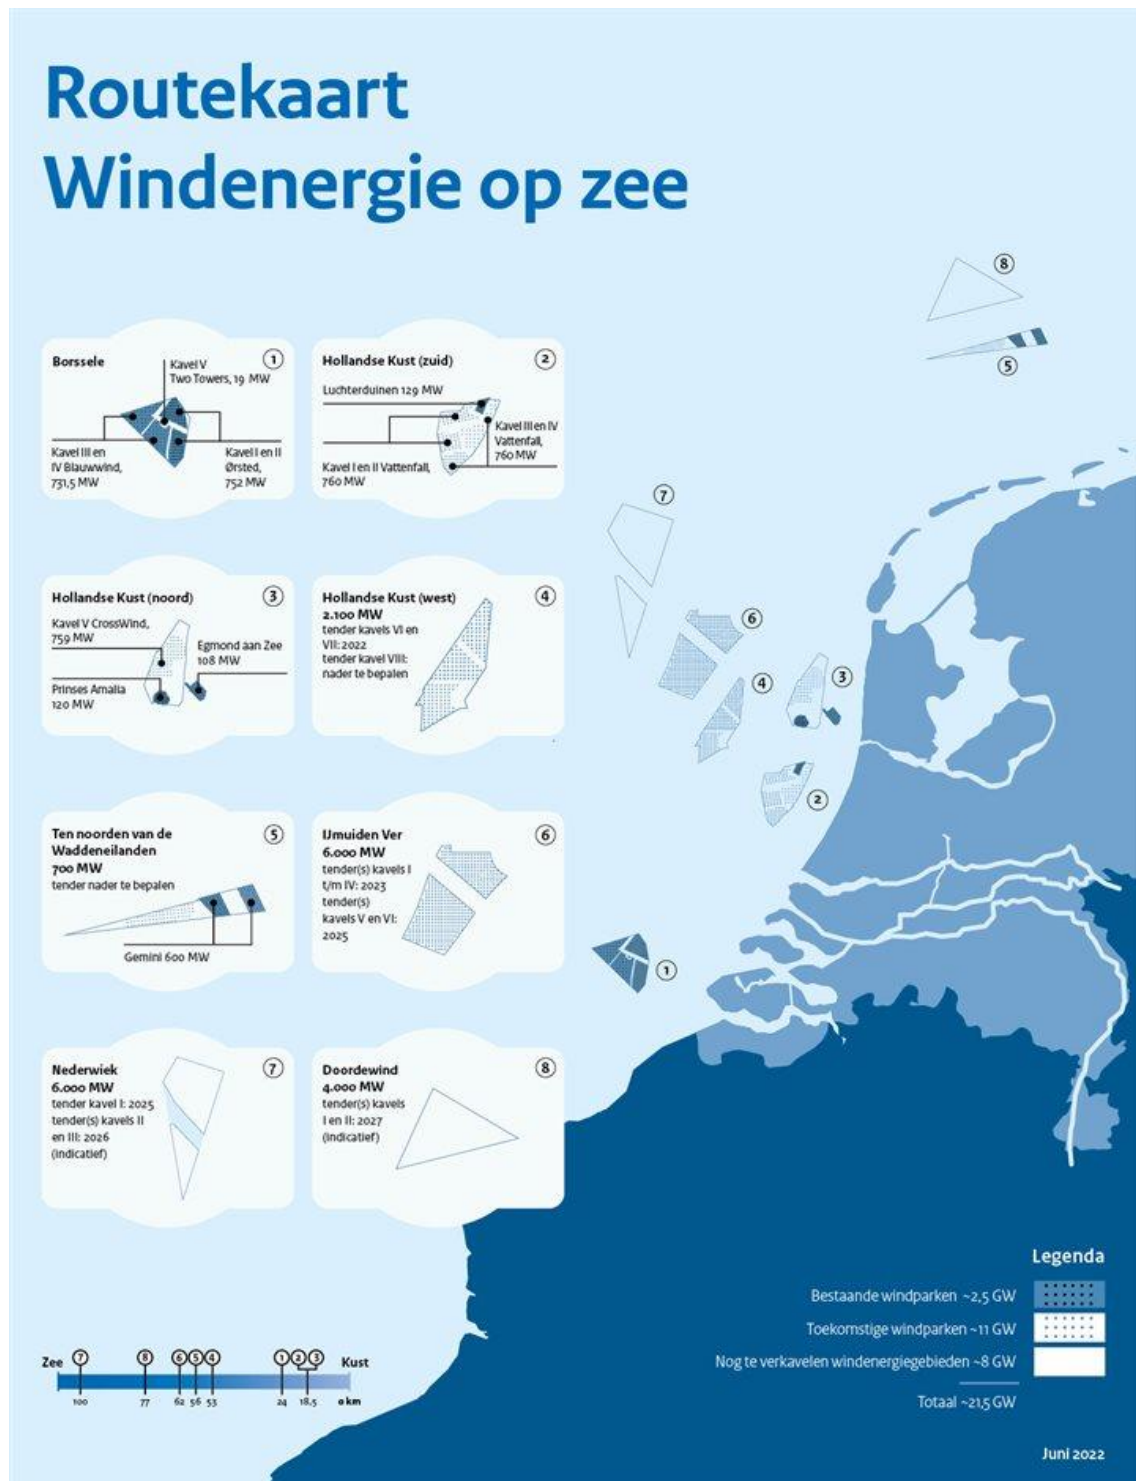 Routekaart
Windenergie op zee
Borssele
1
Kavel V
Two Towers, 19 MW
Kavel III en
IV Blauwwind,
731,5 MW
Kavel I en II
Ørsted,
752 MW
Hollandse Kust (zuid)
2
Luchterduinen 129 MW
Kavel III en IV
Vattenfall,
760 MW
Kavel I en II Vattenfall,
760 MW
Hollandse Kust (noord)
3
Kavel V CrossWind,
759 MW
Egmond aan Zee
108 MW
Prinses Amalia
120 MW
Hollandse Kust (west)
4
2.100 MW
tender kavels VI en
VII: 2022
tender kavel VIII:
nader te bepalen
Ten noorden van de
Waddeneilanden
5
700 MW
tender nader te bepalen
Gemini 600 MW
IJmuiden Ver
6
6.000 MW
tender(s) kavels I
t/m IV: 2023
tender(s)
kavels V en VI:
2025
Nederwiek
7
6.000 MW
tender kavel I: 2025
tender(s) kavels II
en III: 2026
(indicatief)
Doordewind
8
4.000 MW
tender(s) kavels
I en II: 2027
(indicatief)
8
5
7
6
4
3
2
1
Zee 7 8 6 5 4 1 2 3 Kust
100 77 62 56 53 24 18,5 0 km
Legenda
Bestaande windparken ~2,5 GW
Toekomstige windparken ~11 GW
Nog te verkavelen windenergiegebieden ~8 GW
Totaal ~21,5 GW
Juni 2022